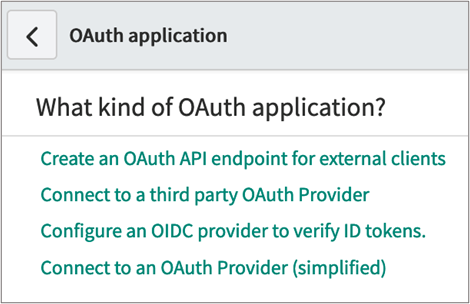 OAuth application
What kind of OAuth application?
Create an OAuth API endpoint for external clients
Connect to a third party OAuth Provider
Configure an OIDC provider to verify ID tokens.
Connect to an OAuth Provider (simplified)